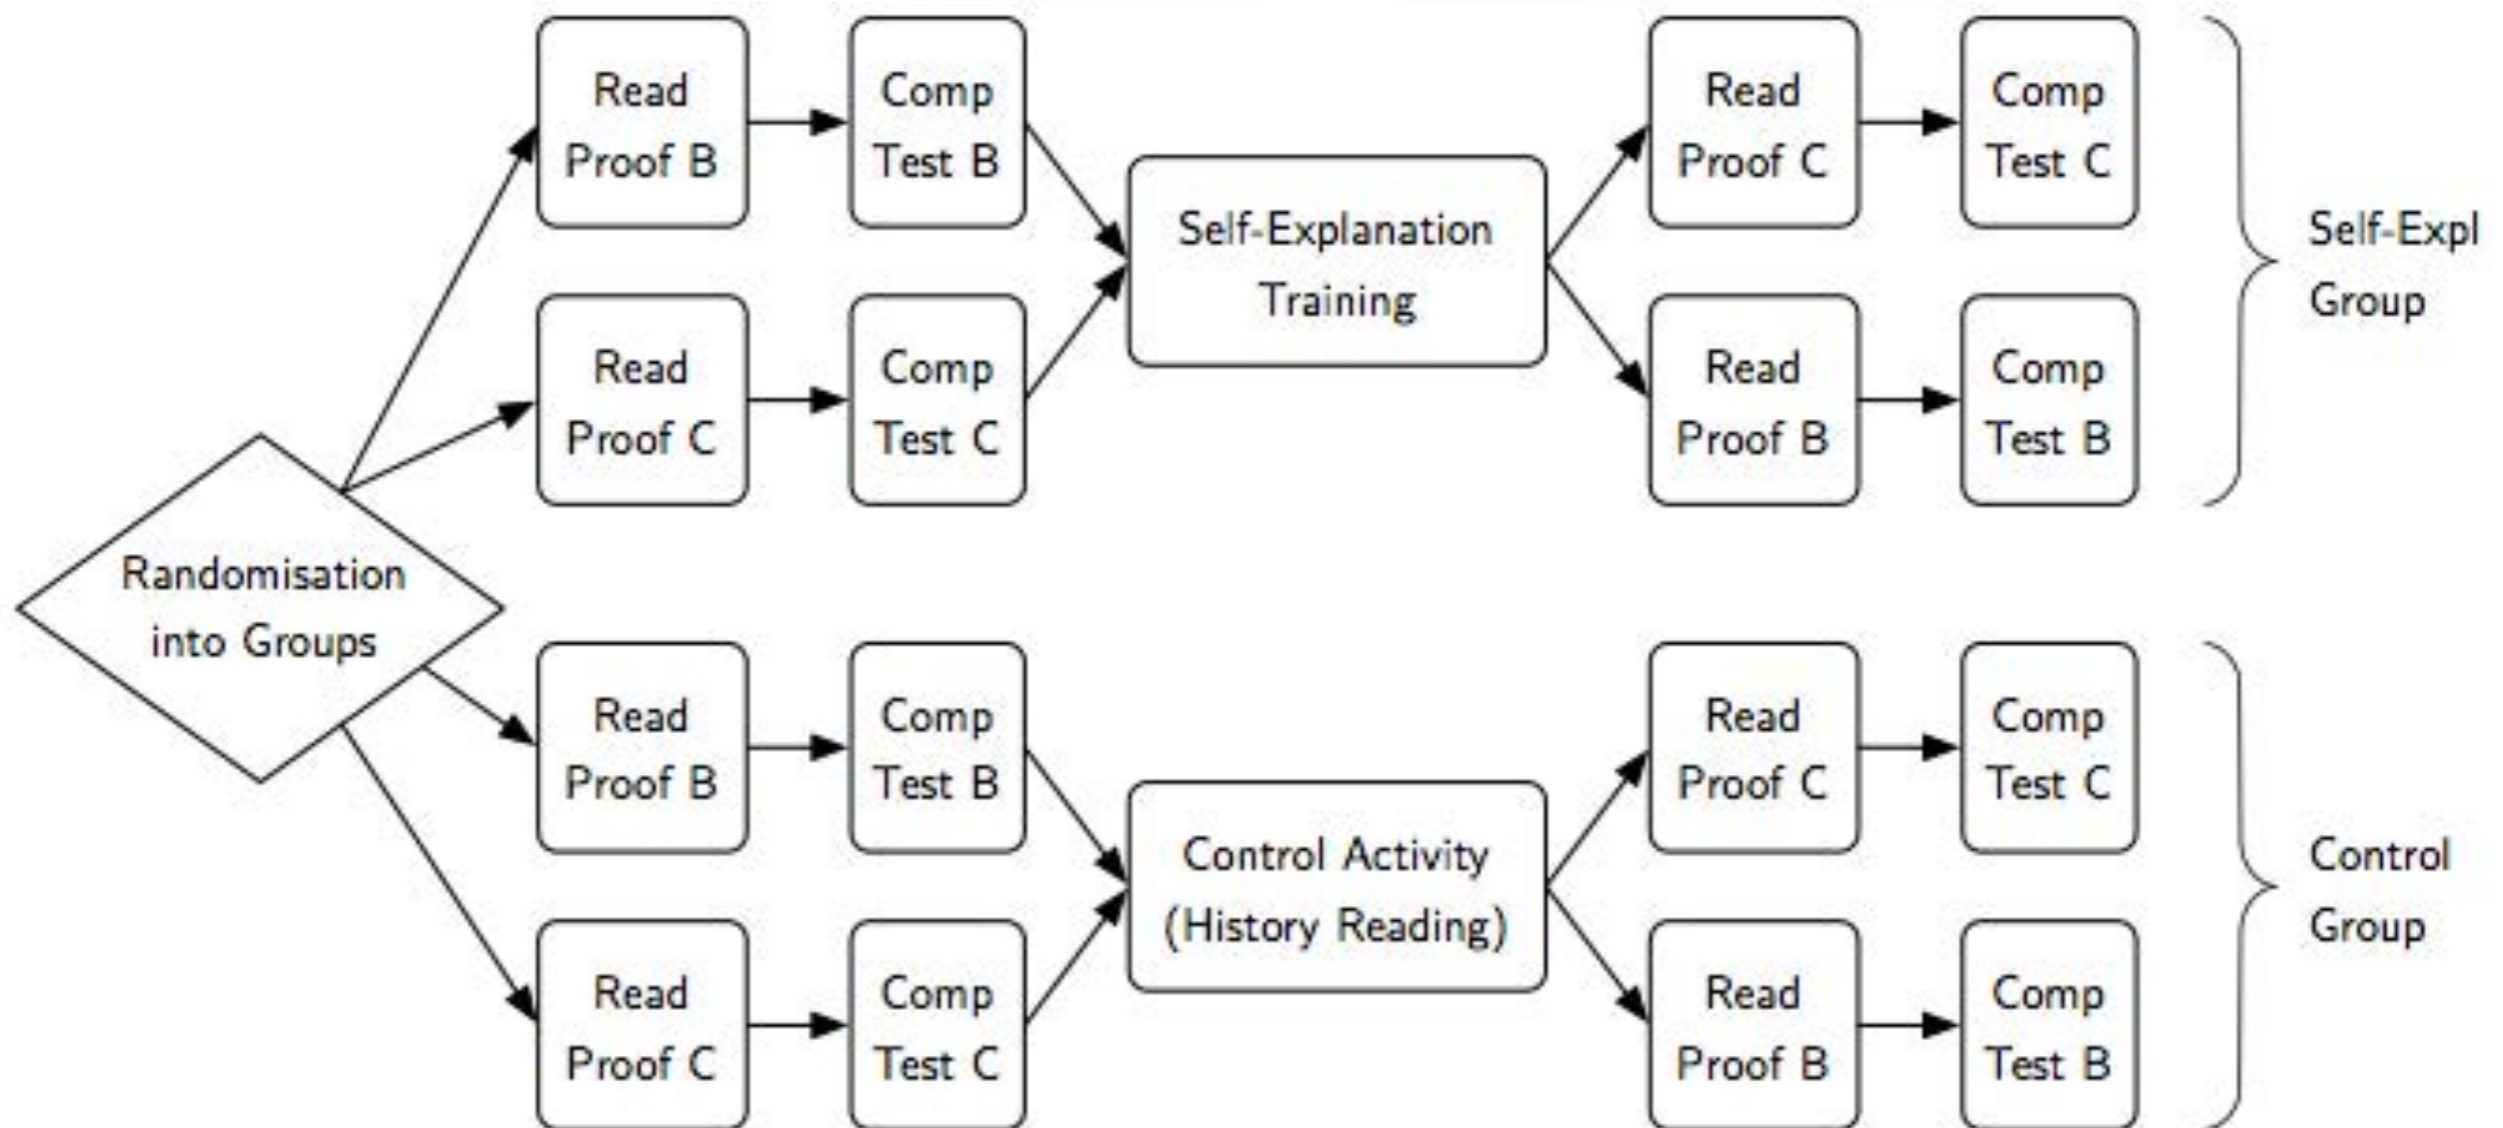 Read
Proof B
Comp
Test B
Read
Proof C
Comp
Test C
Self-Explanation
Training
Read
Proof C
Comp
Test C
Read
Proof B
Comp
Test B
Self-Expl
Group
Randomisation
into Groups
Read
Proof B
Comp
Test B
Read
Proof C
Comp
Test C
Control Activity
(History Reading)
Read
Proof C
Comp
Test C
Read
Proof B
Comp
Test B
Control
Group